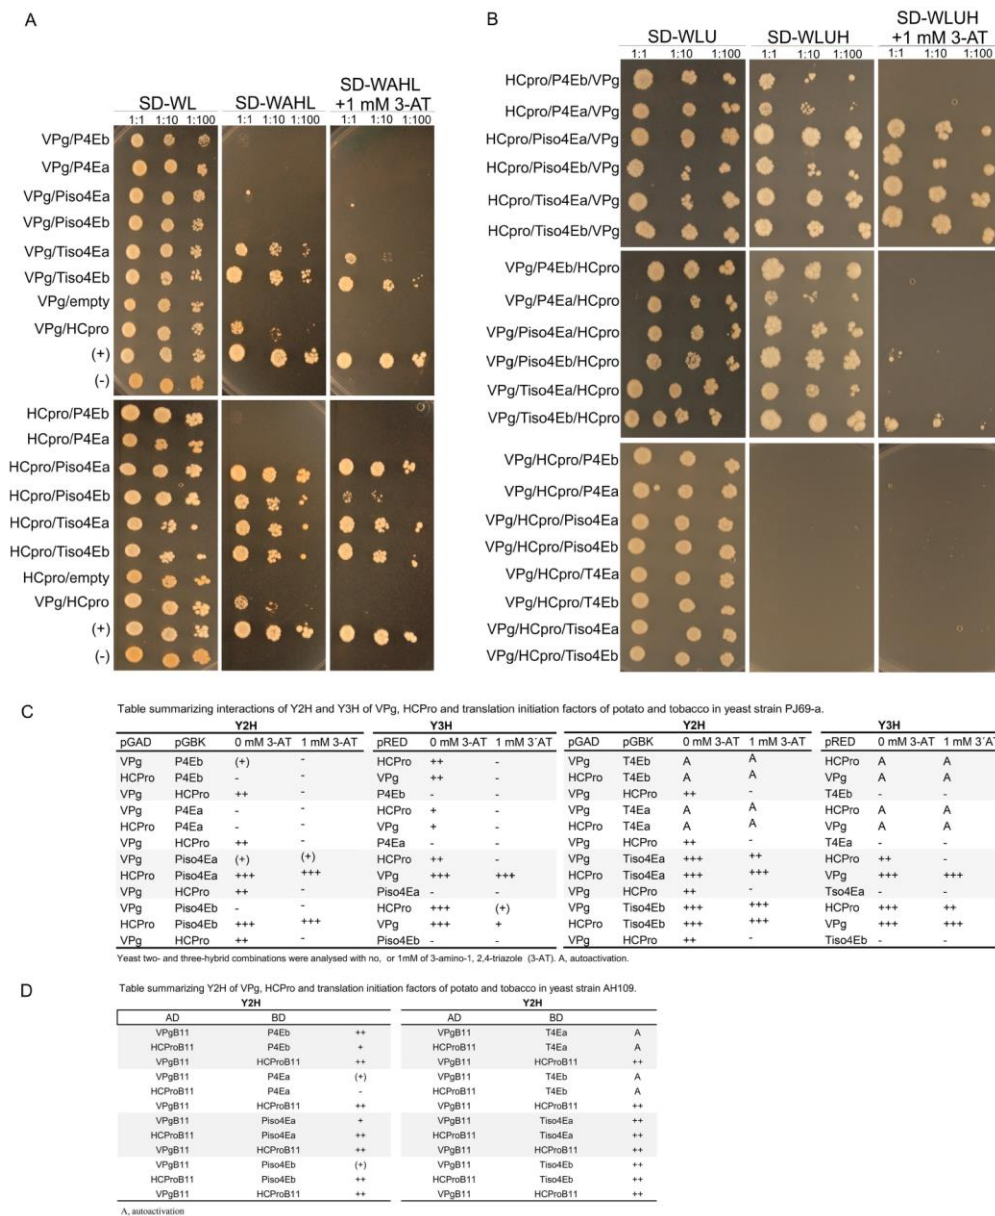 A
SD-WL
SD-WAHL
SD-WAHL
+1 mM 3-AT
1:1 1:10 1:100
1:1 1:10 1:100
1:1 1:10 1:100
VPg/P4Eb
VPg/P4Ea
VPg/Piso4Ea
VPg/Piso4Eb
VPg/Tiso4Ea
VPg/Tiso4Eb
VPg/empty
VPg/HCpro
(+)
(-)
HCpro/P4Eb
HCpro/P4Ea
HCpro/Piso4Ea
HCpro/Piso4Eb
HCpro/Tiso4Ea
HCpro/Tiso4Eb
HCpro/empty
VPg/HCpro
(+)
(-)
B
SD-WLU
SD-WLUH
SD-WLUH
+1 mM 3-AT
1:1 1:10 1:100
1:1 1:10 1:100
1:1 1:10 1:100
HCpro/P4Eb/VPg
HCpro/P4Ea/VPg
HCpro/Piso4Ea/VPg
HCpro/Piso4Eb/VPg
HCpro/Tiso4Ea/VPg
HCpro/Tiso4Eb/VPg
VPg/P4Eb/HCpro
VPg/P4Ea/HCpro
VPg/Piso4Ea/HCpro
VPg/Piso4Eb/HCpro
VPg/Tiso4Ea/HCpro
VPg/Tiso4Eb/HCpro
VPg/HCpro/P4Eb
VPg/HCpro/P4Ea
VPg/HCpro/Piso4Ea
VPg/HCpro/Piso4Eb
VPg/HCpro/T4Ea
VPg/HCpro/T4Eb
VPg/HCpro/Tiso4Ea
VPg/HCpro/Tiso4Eb
C
Table summarizing interactions of Y2H and Y3H of VPg, HCPro and translation initiation factors of potato and tobacco in yeast strain PJ69-a.
Y2H Y3H Y2H Y3H
pGAD pGBK 0 mM 3-AT 1 mM 3-AT pRED 0 mM 3-AT 1 mM 3´AT pGAD pGBK 0 mM 3-AT 1 mM 3-AT pRED 0 mM 3-AT 1 mM 3´AT
VPg P4Eb (+) - HCPro ++ - VPg T4Eb A A HCPro A A
HCPro P4Eb - - VPg ++ - HCPro T4Eb A A VPg A A
VPg HCPro ++ - P4Eb - - VPg HCPro ++ - T4Eb - -
VPg P4Ea - - HCPro + - VPg T4Ea A A HCPro A A
HCPro P4Ea - - VPg + - HCPro T4Ea A A VPg A A
VPg HCPro ++ - P4Ea - - VPg HCPro ++ - T4Ea - -
VPg Piso4Ea (+) (+) HCPro ++ - VPg Tiso4Ea +++ ++ HCPro ++ -
HCPro Piso4Ea +++ +++ VPg +++ +++ HCPro Tiso4Ea +++ +++ VPg +++ +++
VPg HCPro ++ - Piso4Ea - - VPg HCPro ++ - Tso4Ea - -
VPg Piso4Eb - - HCPro +++ (+) VPg Tiso4Eb +++ +++ HCPro +++ ++
HCPro Piso4Eb +++ +++ VPg +++ + HCPro Tiso4Eb +++ +++ VPg +++ +++
VPg HCPro ++ - Piso4Eb - - VPg HCPro ++ - Tiso4Eb - -
Yeast two- and three-hybrid combinations were analysed with no, or 1mM of 3-amino-1, 2,4-triazole (3-AT). A, autoactivation.
D
Table summarizing Y2H of VPg, HCPro and translation initiation factors of potato and tobacco in yeast strain AH109.
Y2H Y2H
AD BD AD BD
VPgB11 P4Eb ++ VPgB11 T4Ea A
HCProB11 P4Eb + HCProB11 T4Ea A
VPgB11 HCProB11 ++ VPgB11 HCProB11 ++
VPgB11 P4Ea (+) VPgB11 T4Eb A
HCProB11 P4Ea - HCProB11 T4Eb A
VPgB11 HCProB11 ++ VPgB11 HCProB11 ++
VPgB11 Piso4Ea + VPgB11 Tiso4Ea ++
HCProB11 Piso4Ea ++ HCProB11 Tiso4Ea ++
VPgB11 HCProB11 ++ VPgB11 HCProB11 ++
VPgB11 Piso4Eb (+) VPgB11 Tiso4Eb ++
HCProB11 Piso4Eb ++ HCProB11 Tiso4Eb ++
VPgB11 HCProB11 ++ VPgB11 HCProB11 ++
A, autoactivation